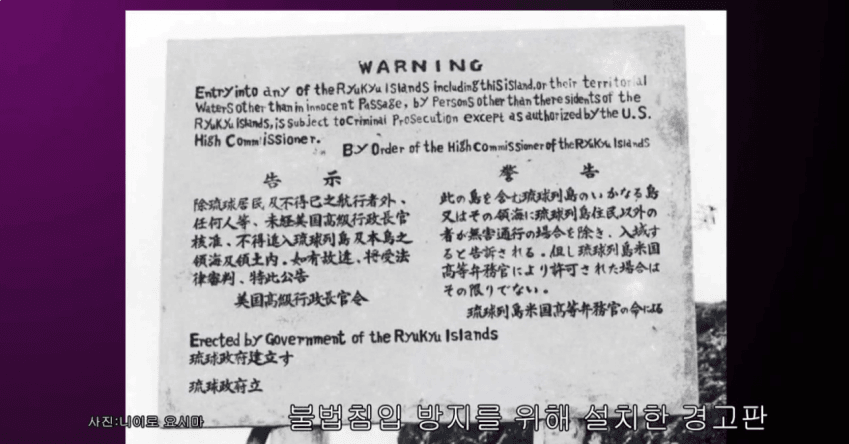 WARNING
Entry into any of the Ryukyu Islands including this island, or their territorial
Waters other than in innocent Passage, by Persons other than the residents of the
Ryukyu Islands, is subject to Criminal Prosecution except as authorized by the U.S.
High Commissioner.
By Order of the High Commissioner of the Ryukyu Islands
告 示
除琉球居民及不得已之航行者外、
任何人等、未経美国高級行政長官
核准、不得進入琉球列島及本島之
領海及領土内。如有故違、将受法
律審判、特此公告
美国高級行政長官令
警 告
此の島を含む琉球列島のいかなる島
又はその領海に琉球列島住民以外の
者が無害通行の場合を除き、入域す
ると告訴される。但し琉球列島米国
高等弁務官により許可された場合は
その限りでない。
琉球列島米国高等弁務官の命による
Erected by Government of the Ryukyu Islands
琉球政府建立す
琉球政府立
사진:니이로 요시마
불법침입 방지를 위해 설치한 경고판